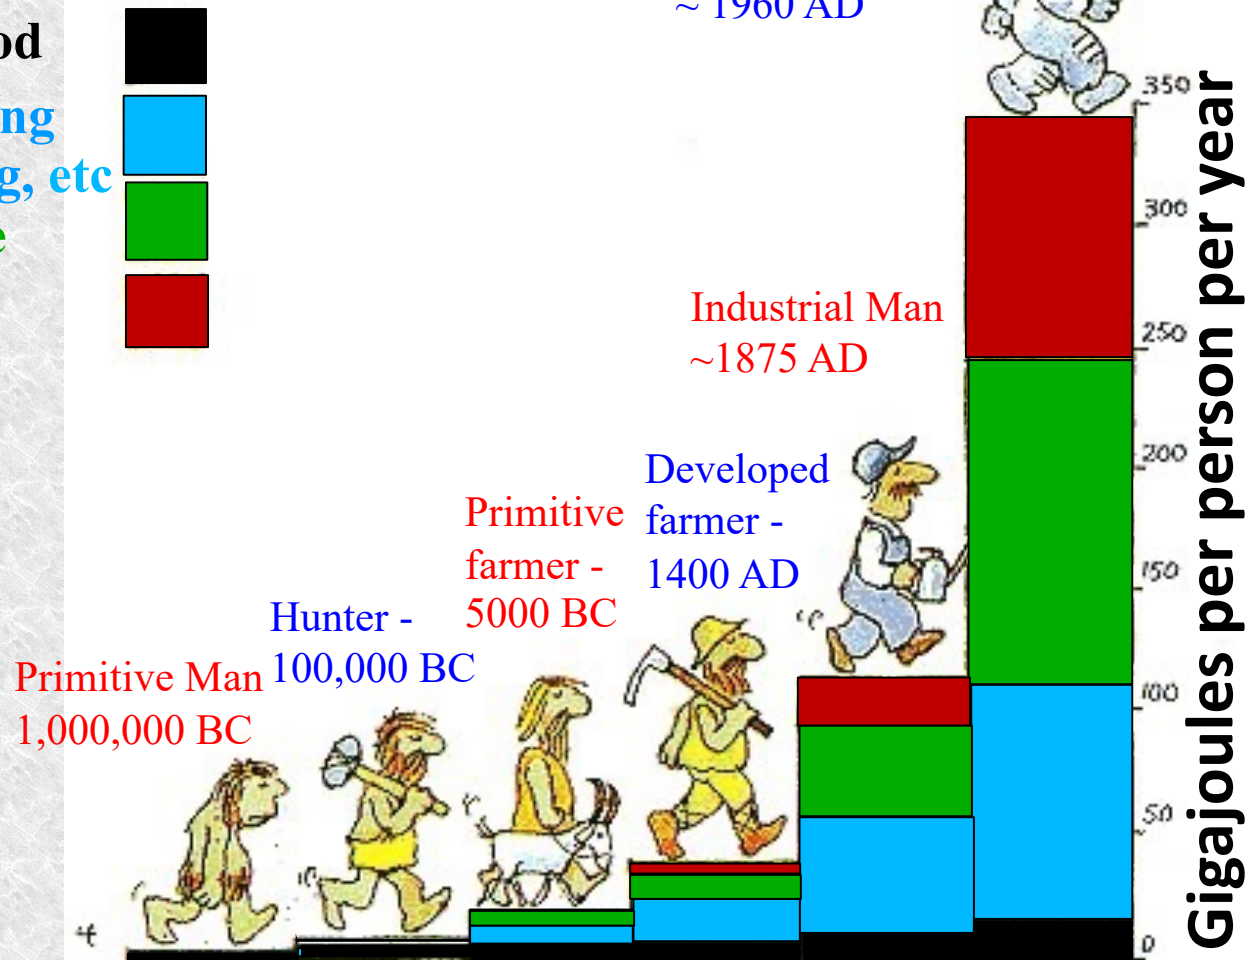 ~ 1960 AD
od
ng
g, etc
e
Industrial Man
~1875 AD
Developed
farmer -
1400 AD
Primitive
farmer -
5000 BC
Hunter -
100,000 BC
Primitive Man
1,000,000 BC
350
300
250
200
150
100
50
0
Gigajoules per person per year